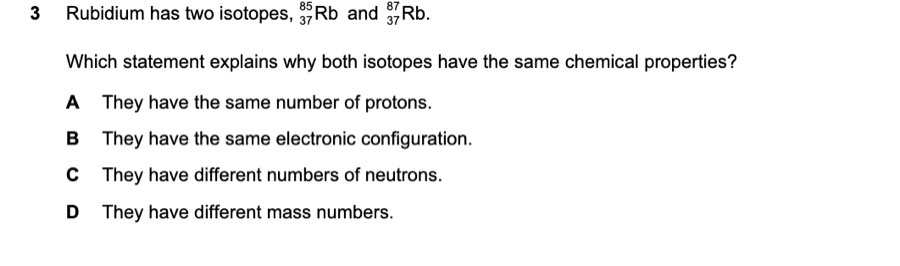 3 Rubidium has two isotopes, ⁸⁵₃₇Rb and ⁸⁷₃₇Rb.
Which statement explains why both isotopes have the same chemical properties?
A They have the same number of protons.
B They have the same electronic configuration.
C They have different numbers of neutrons.
D They have different mass numbers.